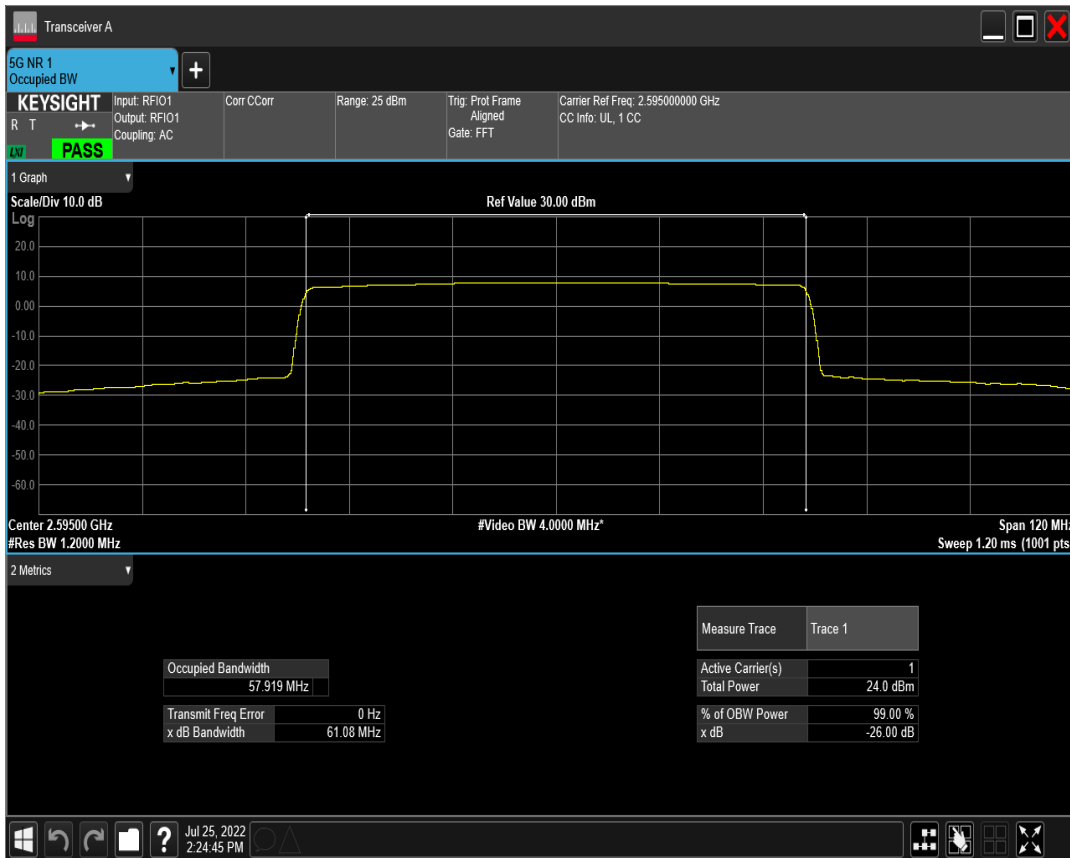 Transceiver A
5G NR 1
Occupied BW
+
KEYSIGHT
R T
LXI
PASS
Input: RFIO1
Output: RFIO1
Coupling: AC
Corr CCorr
Range: 25 dBm
Trig: Prot Frame
Aligned
Gate: FFT
Carrier Ref Freq: 2.595000000 GHz
CC Info: UL, 1 CC
1 Graph
Scale/Div 10.0 dB
Ref Value 30.00 dBm
Log
20.0
10.0
0.00
-10.0
-20.0
-30.0
-40.0
-50.0
-60.0
Center 2.59500 GHz
#Video BW 4.0000 MHz*
Span 120 MHz
#Res BW 1.2000 MHz
Sweep 1.20 ms (1001 pts
2 Metrics
Measure Trace Trace 1
Occupied Bandwidth
57.919 MHz
Active Carrier(s) 1
Total Power 24.0 dBm
Transmit Freq Error 0 Hz
x dB Bandwidth 61.08 MHz
% of OBW Power 99.00 %
x dB -26.00 dB
?
Jul 25, 2022
2:24:45 PM